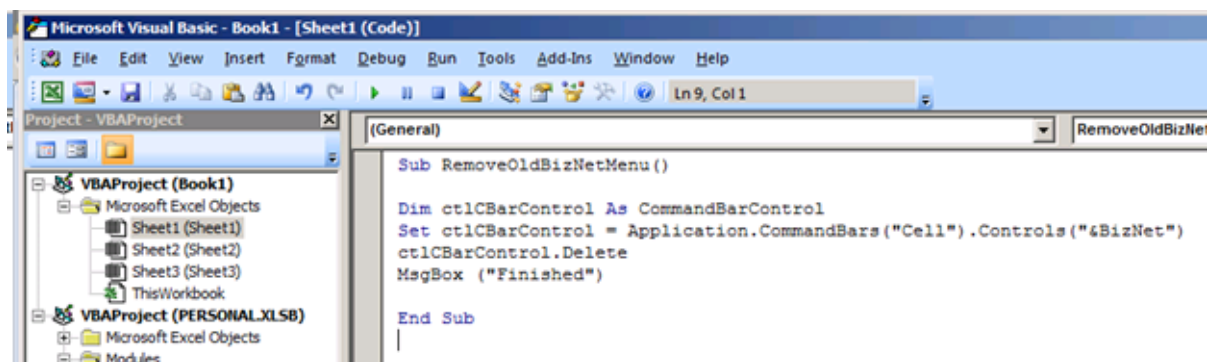 Microsoft Visual Basic - Book1 - [Sheet1 (Code)]
File Edit View Insert Format Debug Run Tools Add-Ins Window Help
Ln 9, Col 1
Project - VBAProject
(General)
RemoveOldBizNet
VBAProject (Book1)
Microsoft Excel Objects
Sheet1 (Sheet1)
Sheet2 (Sheet2)
Sheet3 (Sheet3)
ThisWorkbook
VBAProject (PERSONAL.XLSB)
Microsoft Excel Objects
Modules
Sub RemoveOldBizNetMenu()
Dim ctlCBarControl As CommandBarControl
Set ctlCBarControl = Application.CommandBars("Cell").Controls("&BizNet")
ctlCBarControl.Delete
MsgBox ("Finished")
End Sub